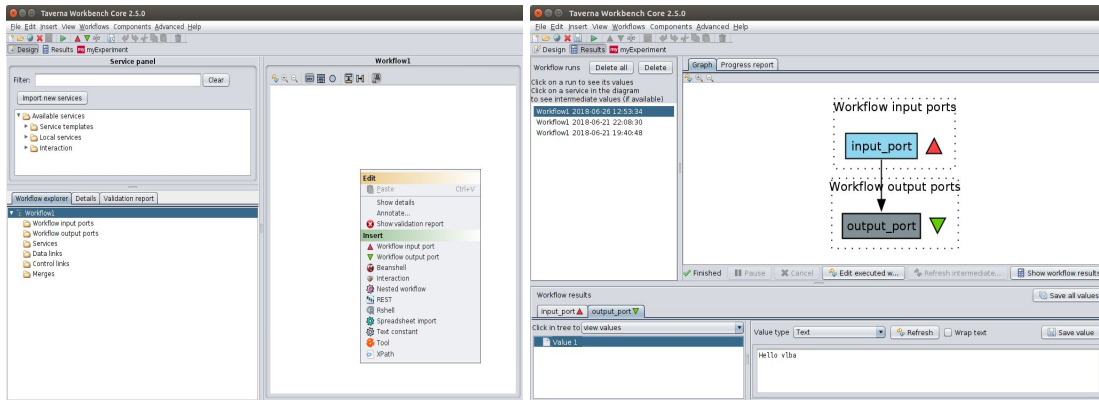 Taverna Workbench Core 2.5.0
File Edit Insert View Workflows Components Advanced Help
Design Results my myExperiment
Service panel
Filter: Clear
Import new services
Available services
Service templates
Local services
Interaction
Workflow explorer Details Validation report
Workflow1
Workflow input ports
Workflow output ports
Services
Data links
Control links
Merges
Workflow1
Edit
Paste Ctrl+V
Show details
Annotate...
Show validation report
Insert
Workflow input port
Workflow output port
Beanshell
Interaction
Nested workflow
REST
Rshell
Spreadsheet import
Text constant
Tool
XPath
Taverna Workbench Core 2.5.0
File Edit Insert View Workflows Components Advanced Help
Design Results my myExperiment
Workflow runs Delete all Delete
Click on a run to see its values
Click on a service in the diagram
to see intermediate values (if available)
Workflow1 2018-06-26 12:53:34
Workflow1 2018-06-21 22:08:30
Workflow1 2018-06-21 19:40:48
Graph Progress report
Workflow input ports
input_port
Workflow output ports
output_port
Finished Pause Cancel Edit executed w... Refresh intermediate... Show workflow results
Workflow results Save all values
input_port output_port
Click in tree to view values
Value 1
Value type Text Refresh Wrap text Save value
Hello vlba